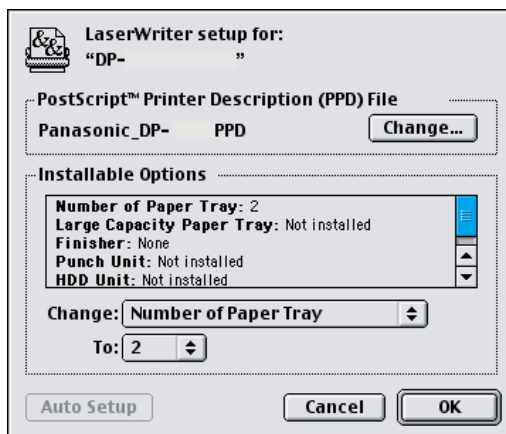 LaserWriter setup for:
“DP- ”
PostScript™ Printer Description (PPD) File
Panasonic_DP- PPD
Change...
Installable Options
Number of Paper Tray: 2
Large Capacity Paper Tray: Not installed
Finisher: None
Punch Unit: Not installed
HDD Unit: Not installed
Change: Number of Paper Tray
To: 2
Auto Setup Cancel OK